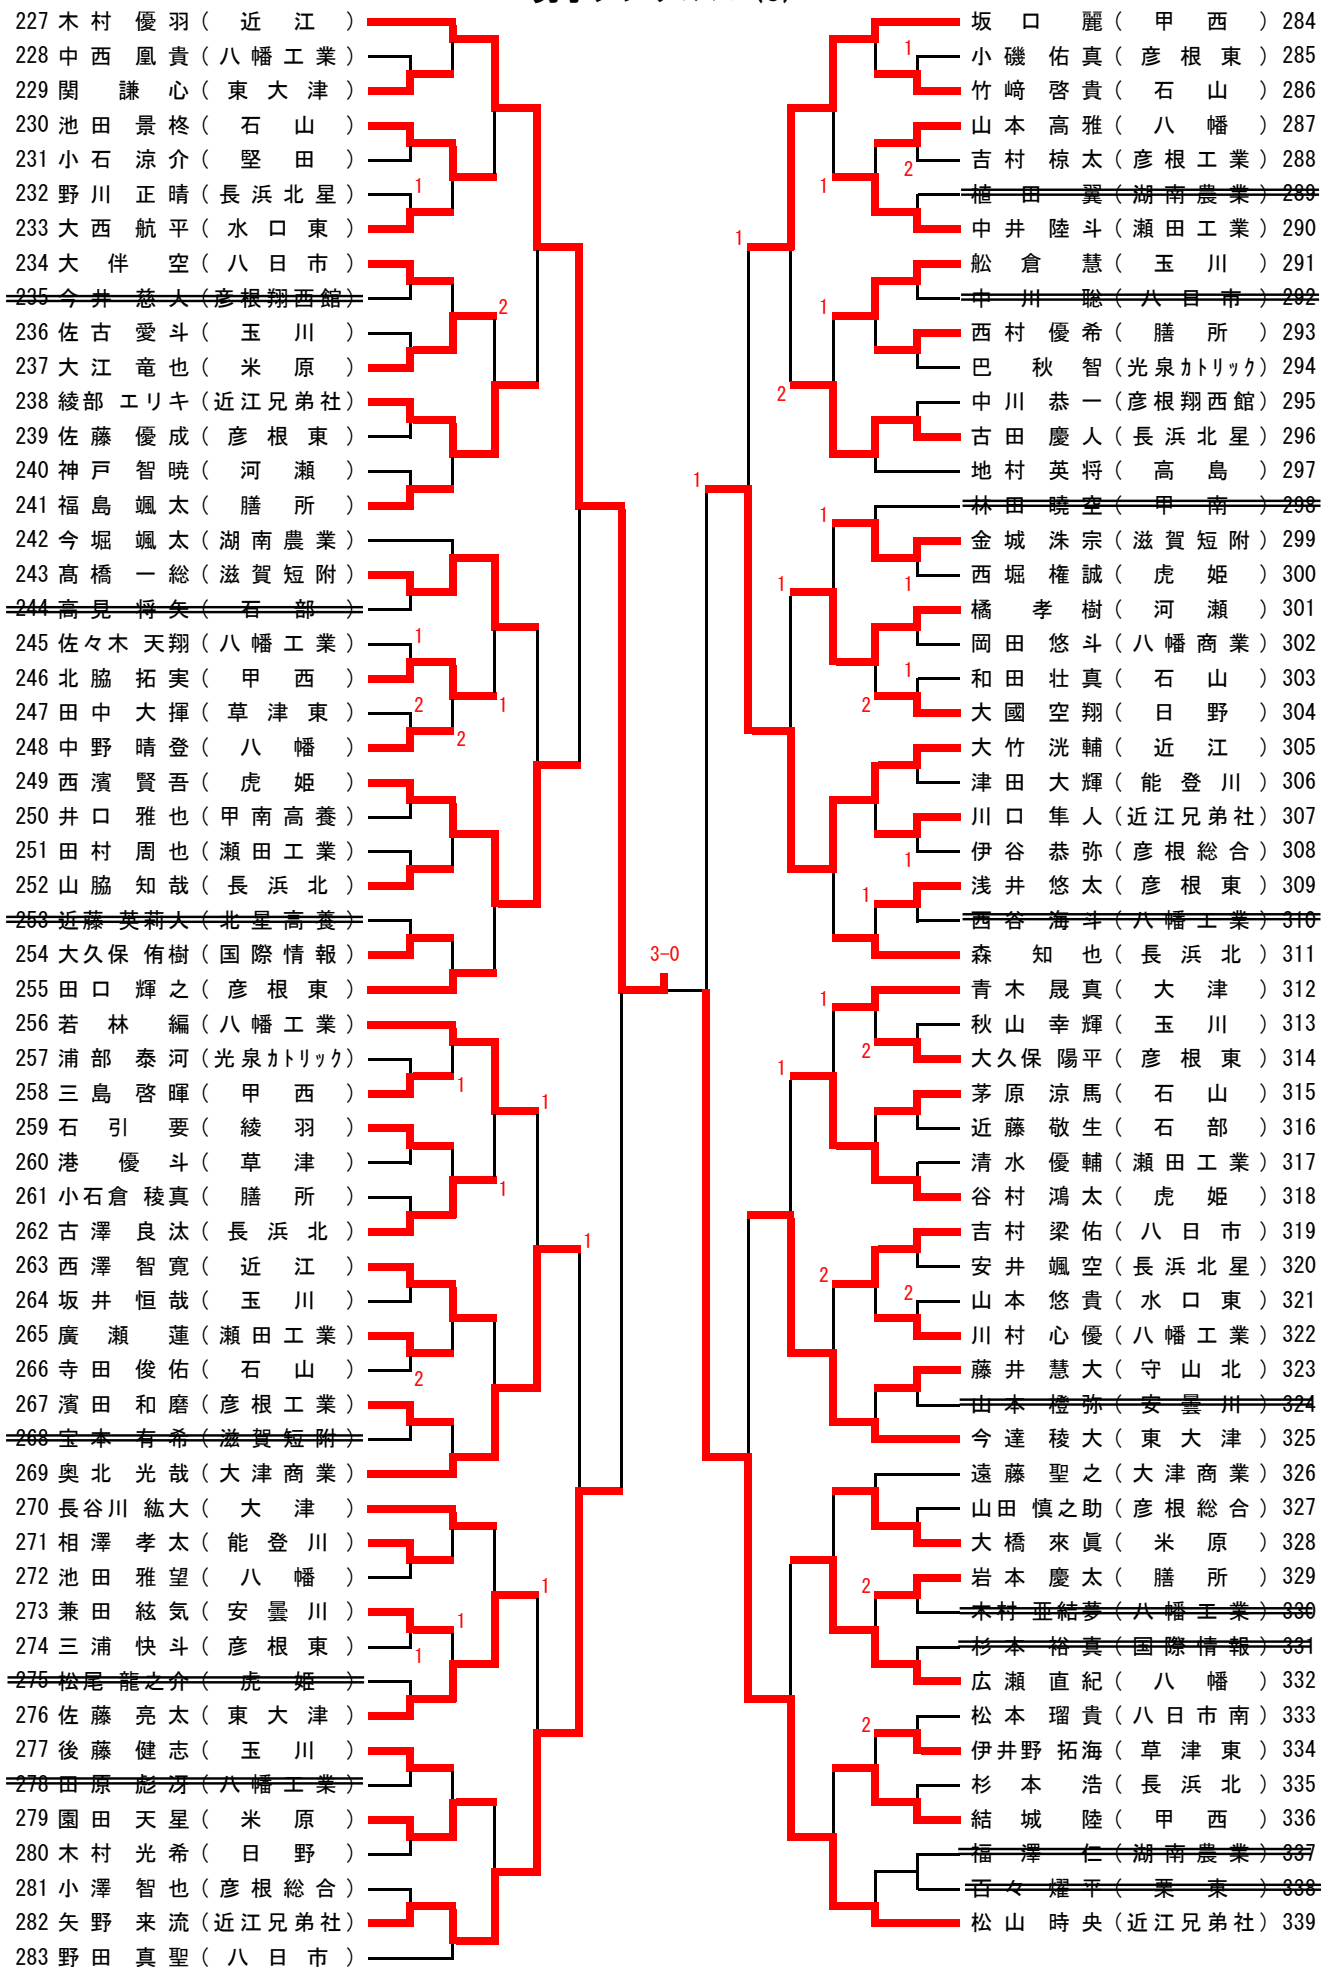 227 木村 優羽 ( 近江 )
228 中西 凰貴 ( 八幡工業 )
229 関 謙心 ( 東大津 )
230 池田 景柊 ( 石山 )
231 小石 涼介 ( 堅田 )
232 野川 正晴 ( 長浜北星 )
1
233 大西 航平 ( 水口東 )
234 大伴 空 ( 八日市 )
235 今井 慈人 ( 彦根翔西館 )
2
236 佐古 愛斗 ( 玉川 )
237 大江 竜也 ( 米原 )
238 綾部 エリキ ( 近江兄弟社 )
239 佐藤 優成 ( 彦根東 )
240 神戸 智暁 ( 河瀬 )
241 福島 颯太 ( 膳所 )
242 今堀 颯太 ( 湖南農業 )
243 髙橋 一総 ( 滋賀短附 )
244 高見 将矢 ( 石部 )
245 佐々木 天翔 ( 八幡工業 )
1
246 北脇 拓実 ( 甲西 )
1
247 田中 大揮 ( 草津東 )
2
248 中野 晴登 ( 八幡 )
2
249 西濱 賢吾 ( 虎姫 )
250 井口 雅也 ( 甲南高養 )
251 田村 周也 ( 瀬田工業 )
252 山脇 知哉 ( 長浜北 )
253 近藤 英莉人 ( 北星高養 )
254 大久保 侑樹 ( 国際情報 )
255 田口 輝之 ( 彦根東 )
256 若林 編 ( 八幡工業 )
257 浦部 泰河 ( 光泉カトリック )
1
258 三島 啓暉 ( 甲西 )
1
259 石引 要 ( 綾羽 )
260 港 優斗 ( 草津 )
1
261 小石倉 稜真 ( 膳所 )
262 古澤 良汰 ( 長浜北 )
1
263 西澤 智寛 ( 近江 )
264 坂井 恒哉 ( 玉川 )
265 廣瀬 蓮 ( 瀬田工業 )
266 寺田 俊佑 ( 石山 )
2
267 濱田 和磨 ( 彦根工業 )
268 宝本 有希 ( 滋賀短附 )
269 奥北 光哉 ( 大津商業 )
270 長谷川 紘大 ( 大津 )
271 相澤 孝太 ( 能登川 )
272 池田 雅望 ( 八幡 )
1
273 兼田 絃気 ( 安曇川 )
1
274 三浦 快斗 ( 彦根東 )
1
275 松尾 龍之介 ( 虎姫 )
276 佐藤 亮太 ( 東大津 )
277 後藤 健志 ( 玉川 )
278 田原 彪冴 ( 八幡工業 )
279 園田 天星 ( 米原 )
280 木村 光希 ( 日野 )
281 小澤 智也 ( 彦根総合 )
282 矢野 来流 ( 近江兄弟社 )
283 野田 真聖 ( 八日市 )
3-0
坂口 麗 ( 甲西 ) 284
1
小磯 佑真 ( 彦根東 ) 285
竹﨑 啓貴 ( 石山 ) 286
山本 高雅 ( 八幡 ) 287
吉村 椋太 ( 彦根工業 ) 288
2
1
植田 翼 ( 湖南農業 ) 289
中井 陸斗 ( 瀬田工業 ) 290
1
舩倉 慧 ( 玉川 ) 291
中川 聡 ( 八日市 ) 292
1
西村 優希 ( 膳所 ) 293
巴 秋智 ( 光泉カトリック ) 294
2
中川 恭一 ( 彦根翔西館 ) 295
古田 慶人 ( 長浜北星 ) 296
地村 英将 ( 高島 ) 297
1
林田 暁空 ( 甲南 ) 298
1
金城 洙宗 ( 滋賀短附 ) 299
西堀 権誠 ( 虎姫 ) 300
1
1
橘 孝樹 ( 河瀬 ) 301
岡田 悠斗 ( 八幡商業 ) 302
1
和田 壮真 ( 石山 ) 303
2
大國 空翔 ( 日野 ) 304
大竹 洸輔 ( 近江 ) 305
津田 大輝 ( 能登川 ) 306
川口 隼人 ( 近江兄弟社 ) 307
伊谷 恭弥 ( 彦根総合 ) 308
1
浅井 悠太 ( 彦根東 ) 309
1
西谷 海斗 ( 八幡工業 ) 310
森 知也 ( 長浜北 ) 311
青木 晟真 ( 大津 ) 312
1
秋山 幸輝 ( 玉川 ) 313
2
大久保 陽平 ( 彦根東 ) 314
1
茅原 涼馬 ( 石山 ) 315
近藤 敬生 ( 石部 ) 316
清水 優輔 ( 瀬田工業 ) 317
谷村 鴻太 ( 虎姫 ) 318
吉村 梁佑 ( 八日市 ) 319
安井 颯空 ( 長浜北星 ) 320
2
2
山本 悠貴 ( 水口東 ) 321
川村 心優 ( 八幡工業 ) 322
藤井 慧大 ( 守山北 ) 323
山本 橙弥 ( 安曇川 ) 324
今達 稜大 ( 東大津 ) 325
遠藤 聖之 ( 大津商業 ) 326
山田 慎之助 ( 彦根総合 ) 327
大橋 來眞 ( 米原 ) 328
岩本 慶太 ( 膳所 ) 329
2
木村 亜結夢 ( 八幡工業 ) 330
杉本 裕真 ( 国際情報 ) 331
広瀬 直紀 ( 八幡 ) 332
松本 瑠貴 ( 八日市南 ) 333
2
伊井野 拓海 ( 草津東 ) 334
杉本 浩 ( 長浜北 ) 335
結城 陸 ( 甲西 ) 336
福澤 仁 ( 湖南農業 ) 337
百々 燿平 ( 栗東 ) 338
松山 時央 ( 近江兄弟社 ) 339